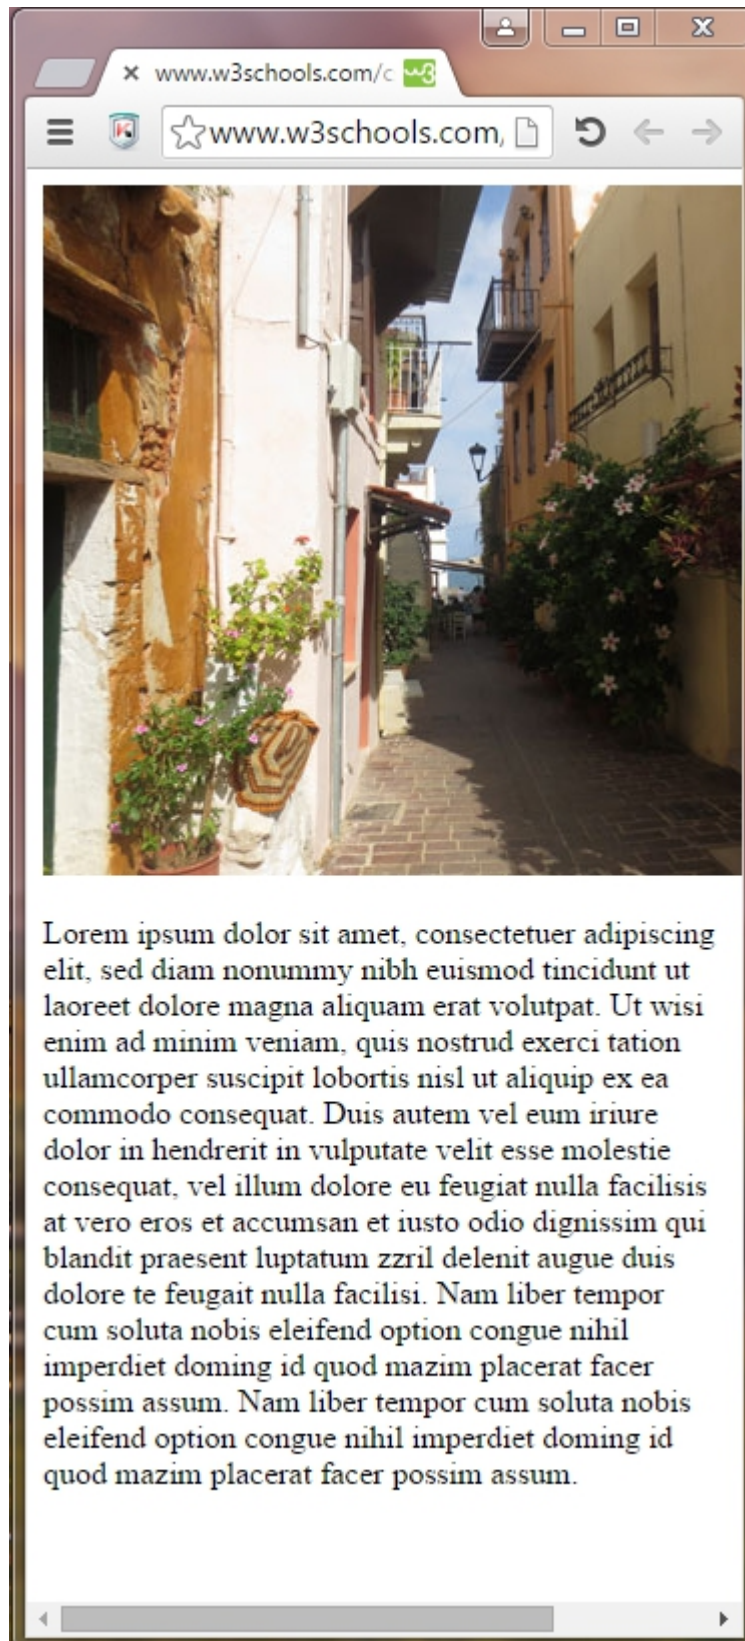 www.w3schools.com/c
w3
www.w3schools.com,
Lorem ipsum dolor sit amet, consectetuer adipiscing
elit, sed diam nonummy nibh euismod tincidunt ut
laoreet dolore magna aliquam erat volutpat. Ut wisi
enim ad minim veniam, quis nostrud exerci tation
ullamcorper suscipit lobortis nisl ut aliquip ex ea
commodo consequat. Duis autem vel eum iriure
dolor in hendrerit in vulputate velit esse molestie
consequat, vel illum dolore eu feugiat nulla facilisis
at vero eros et accumsan et iusto odio dignissim qui
blandit praesent luptatum zzril delenit augue duis
dolore te feugait nulla facilisi. Nam liber tempor
cum soluta nobis eleifend option congue nihil
imperdiet doming id quod mazim placerat facer
possim assum. Nam liber tempor cum soluta nobis
eleifend option congue nihil imperdiet doming id
quod mazim placerat facer possim assum.